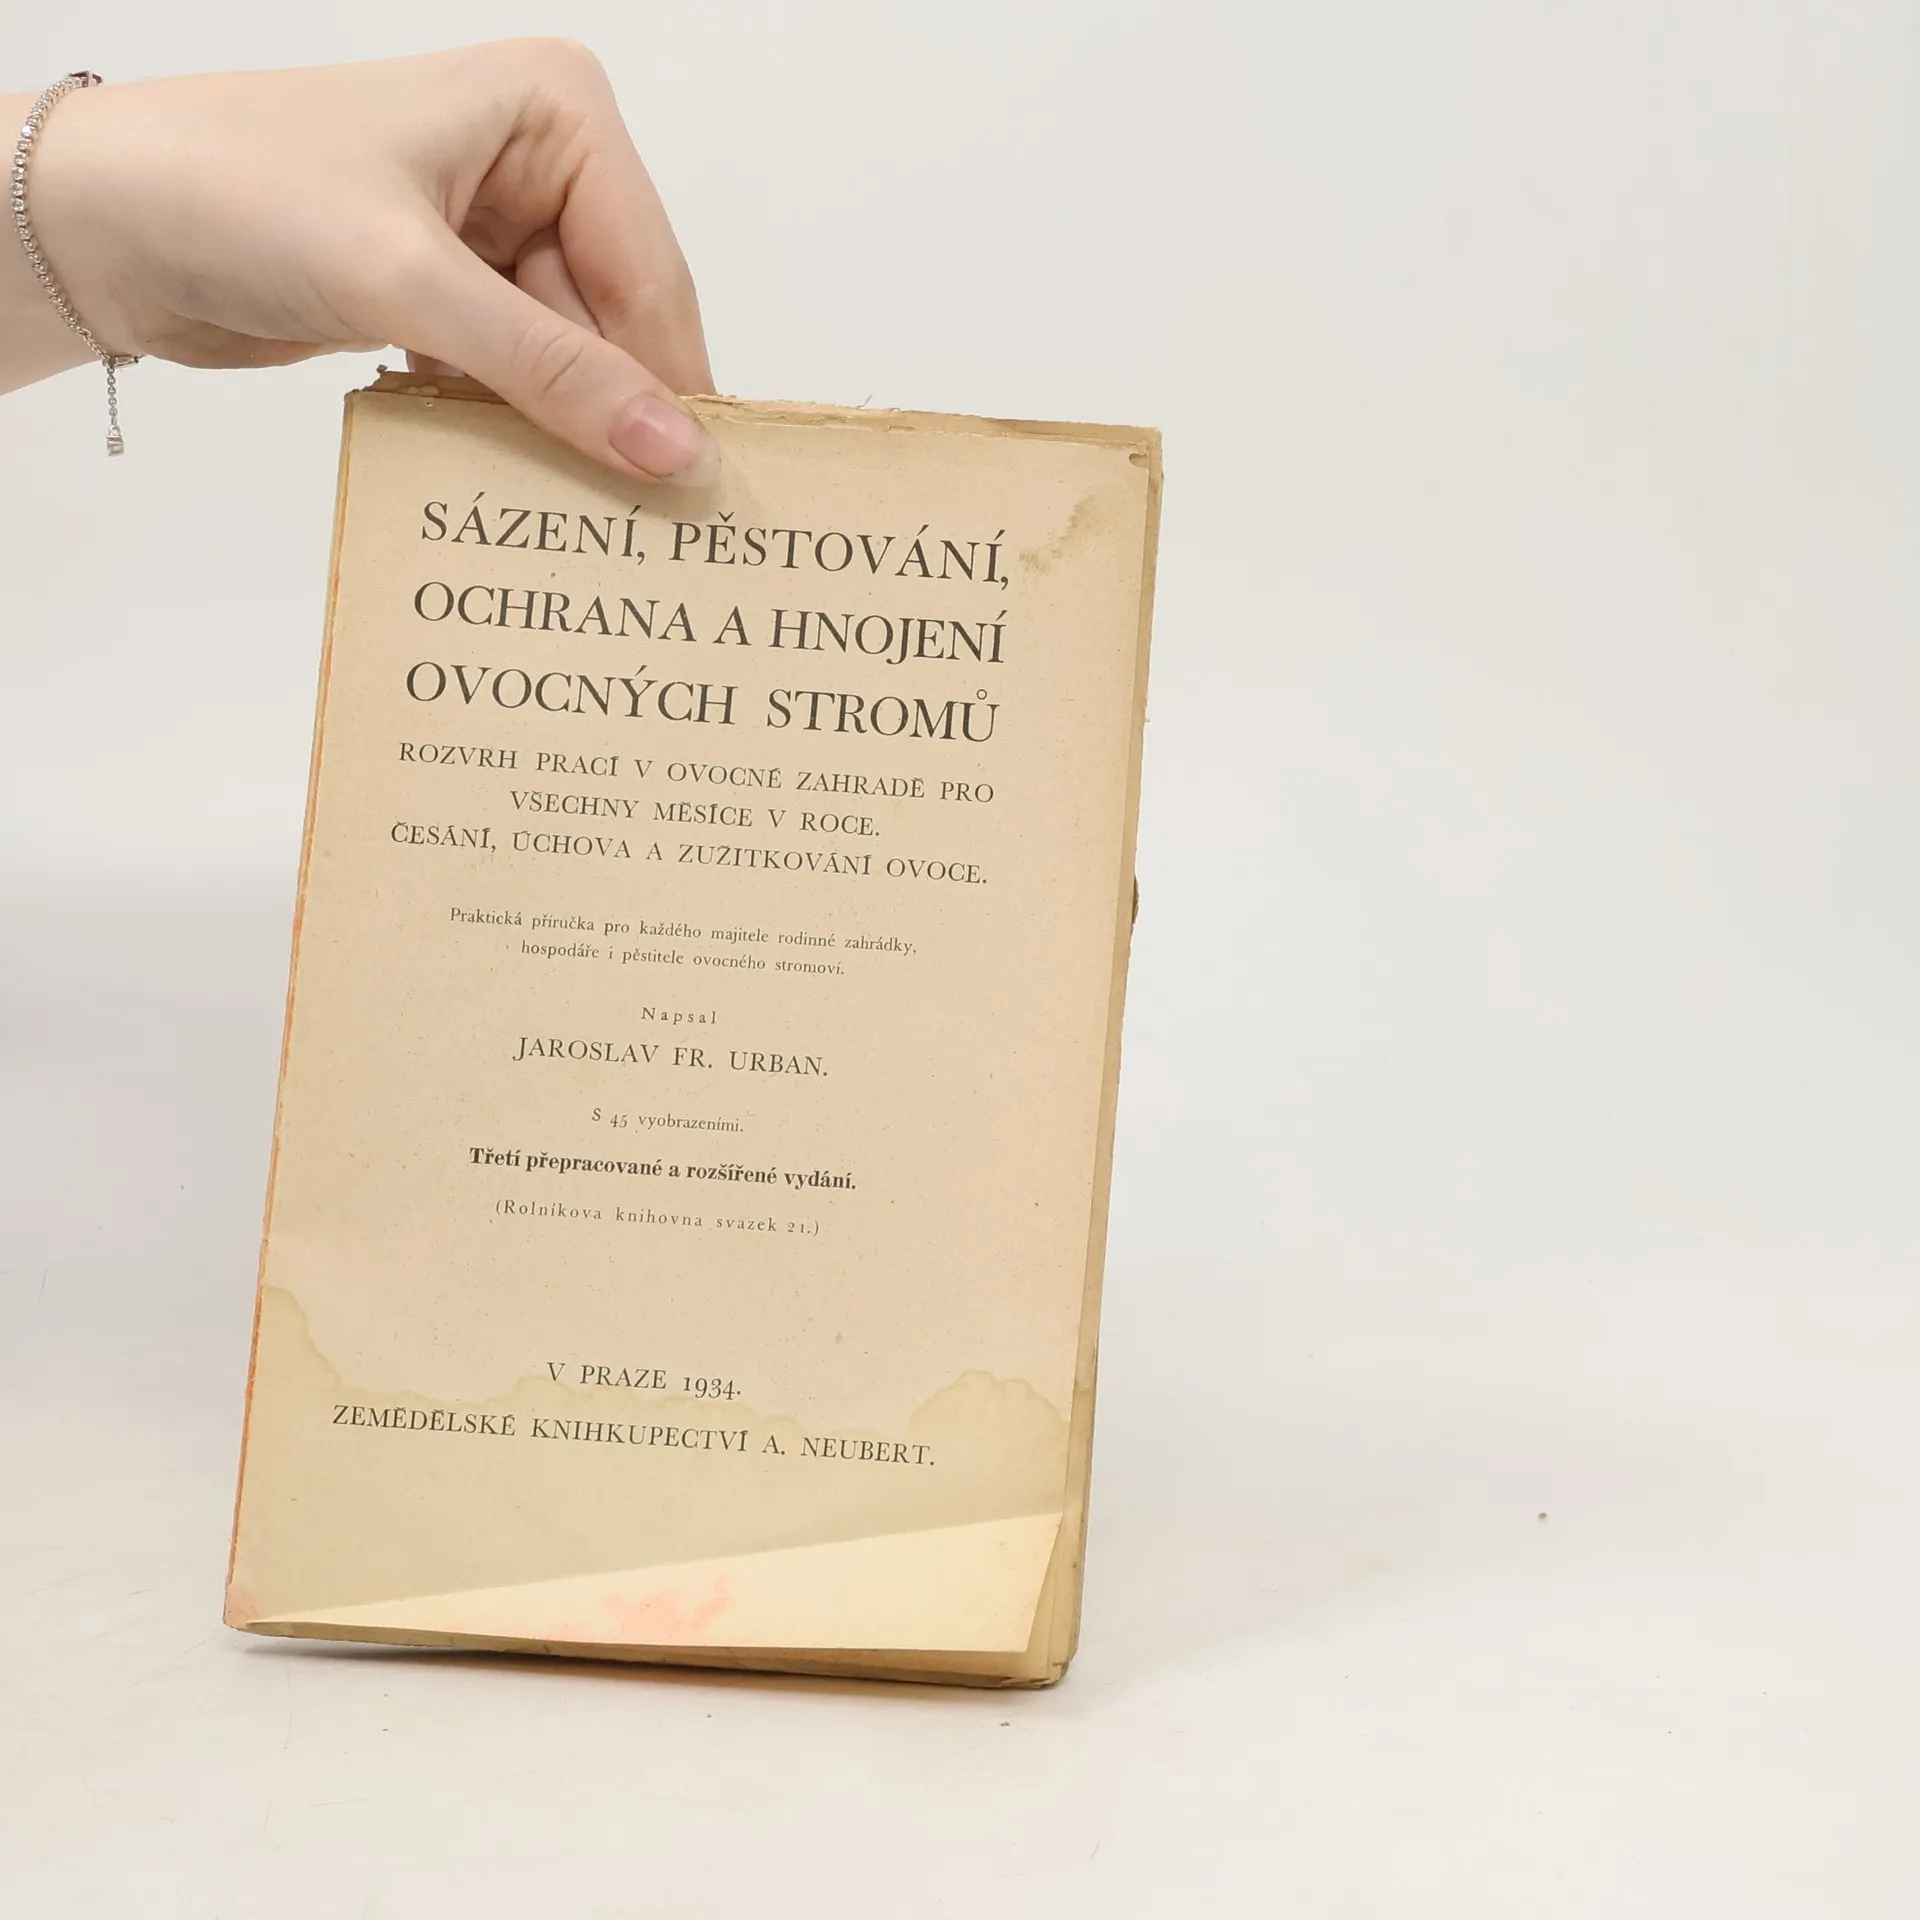 SÁZENÍ, PĚSTOVÁNÍ,
OCHRANA A HNOJENÍ
OVOCNÝCH STROMŮ
ROZVRH PRACÍ V OVOCNÉ ZAHRADĚ PRO
VŠECHNY MĚSÍCE V ROCE.
ČESÁNÍ, ÚCHOVA A ZUŽITKOVÁNÍ OVOCE.
Praktická příručka pro každého majitele rodinné zahrádky,
hospodáře i pěstitele ovocného stromoví.
Napsal
JAROSLAV FR. URBAN.
S 45 vyobrazeními.
Třetí přepracované a rozšířené vydání.
(Rolníkova knihovna svazek 21.)
V PRAZE 1934.
ZEMĚDĚLSKÉ KNIHKUPECTVÍ A. NEUBERT.